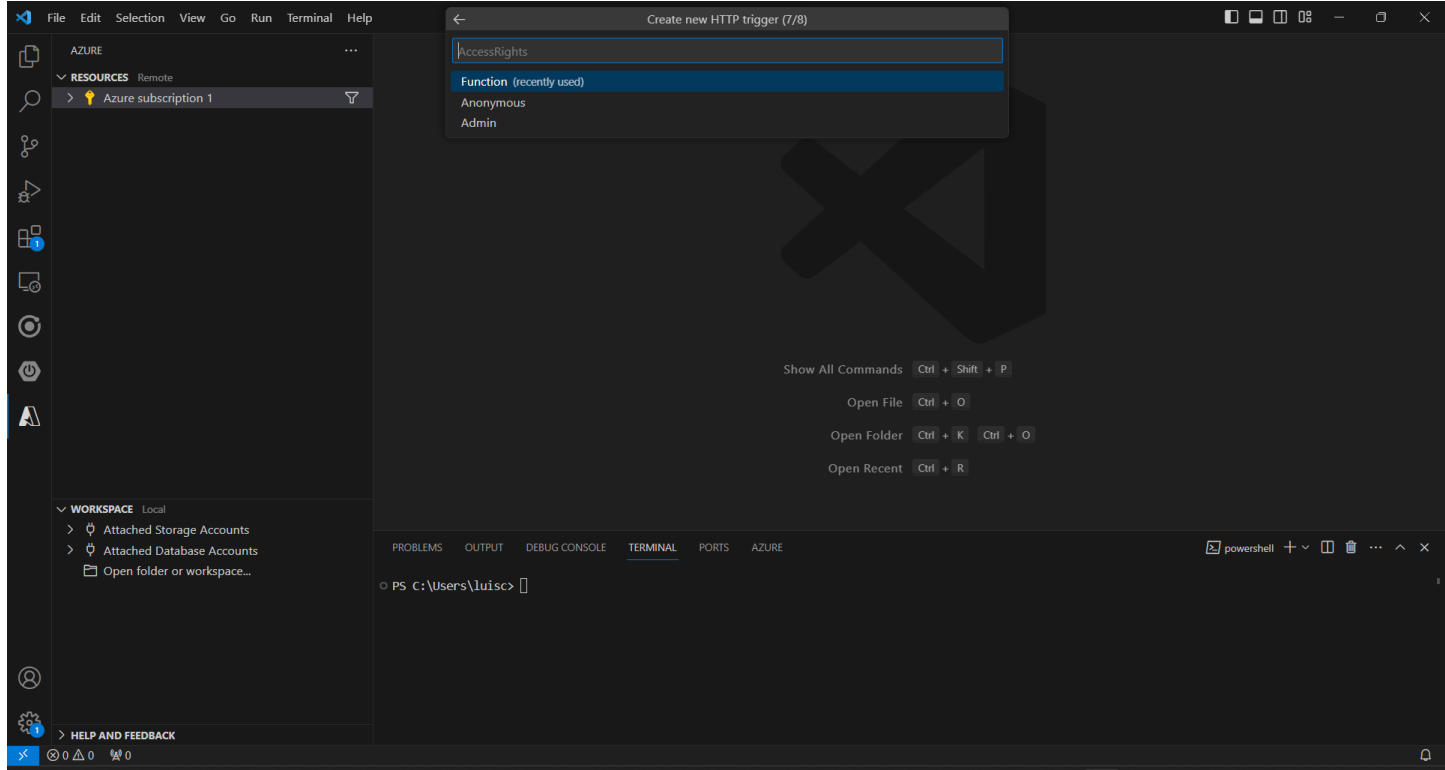 File Edit Selection View Go Run Terminal Help
Create new HTTP trigger (7/8)
AccessRights
Function (recently used)
Anonymous
Admin
AZURE
RESOURCES Remote
Azure subscription 1
1
Show All Commands Ctrl + Shift + P
Open File Ctrl + O
Open Folder Ctrl + K Ctrl + O
Open Recent Ctrl + R
WORKSPACE Local
Attached Storage Accounts
Attached Database Accounts
Open folder or workspace...
PROBLEMS OUTPUT DEBUG CONSOLE TERMINAL PORTS AZURE
powershell
PS C:\Users\luisc>
1
HELP AND FEEDBACK
0 0 0